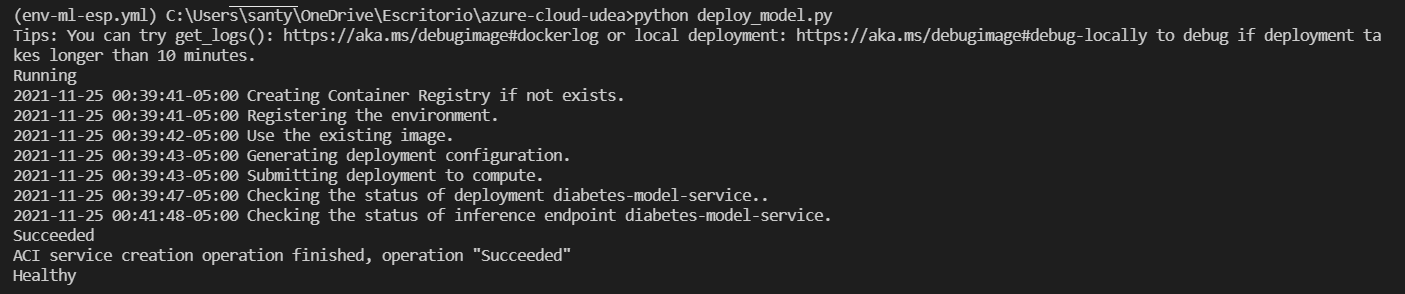 (env-ml-esp.yml) C:\Users\santy\OneDrive\Escritorio\azure-cloud-udea>python deploy_model.py
Tips: You can try get_logs(): https://aka.ms/debugimage#dockerlog or local deployment: https://aka.ms/debugimage#debug-locally to debug if deployment ta
kes longer than 10 minutes.
Running
2021-11-25 00:39:41-05:00 Creating Container Registry if not exists.
2021-11-25 00:39:41-05:00 Registering the environment.
2021-11-25 00:39:42-05:00 Use the existing image.
2021-11-25 00:39:43-05:00 Generating deployment configuration.
2021-11-25 00:39:43-05:00 Submitting deployment to compute.
2021-11-25 00:39:47-05:00 Checking the status of deployment diabetes-model-service..
2021-11-25 00:41:48-05:00 Checking the status of inference endpoint diabetes-model-service.
Succeeded
ACI service creation operation finished, operation "Succeeded"
Healthy